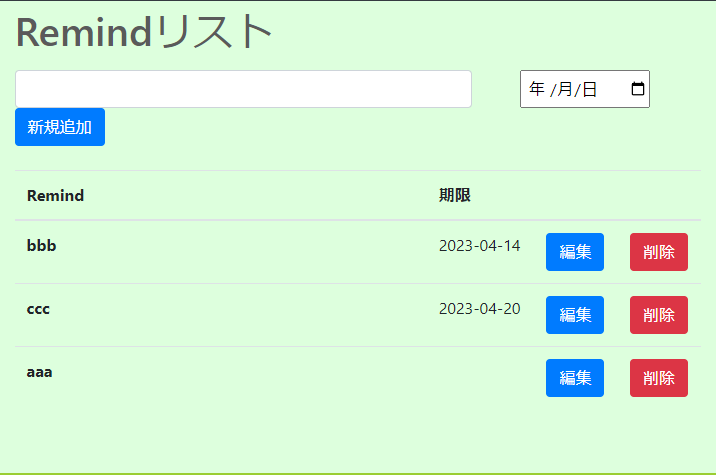 Remindリスト
年 /月/日
新規追加
Remind 期限
bbb 2023-04-14 編集 削除
ccc 2023-04-20 編集 削除
aaa 編集 削除